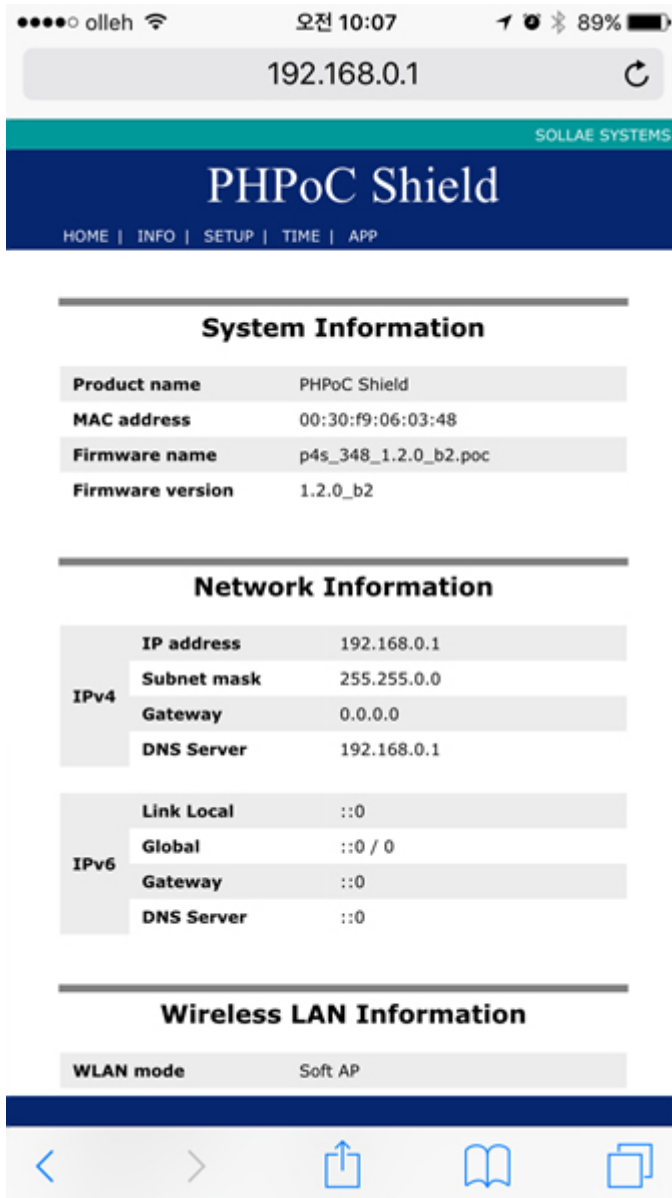 olleh 오전 10:07 89%
192.168.0.1
SOLLAE SYSTEMS
PHPoC Shield
HOME | INFO | SETUP | TIME | APP
System Information
Product name PHPoC Shield
MAC address 00:30:f9:06:03:48
Firmware name p4s_348_1.2.0_b2.poc
Firmware version 1.2.0_b2
Network Information
IPv4
IP address 192.168.0.1
Subnet mask 255.255.0.0
Gateway 0.0.0.0
DNS Server 192.168.0.1
IPv6
Link Local ::0
Global ::0 / 0
Gateway ::0
DNS Server ::0
Wireless LAN Information
WLAN mode Soft AP